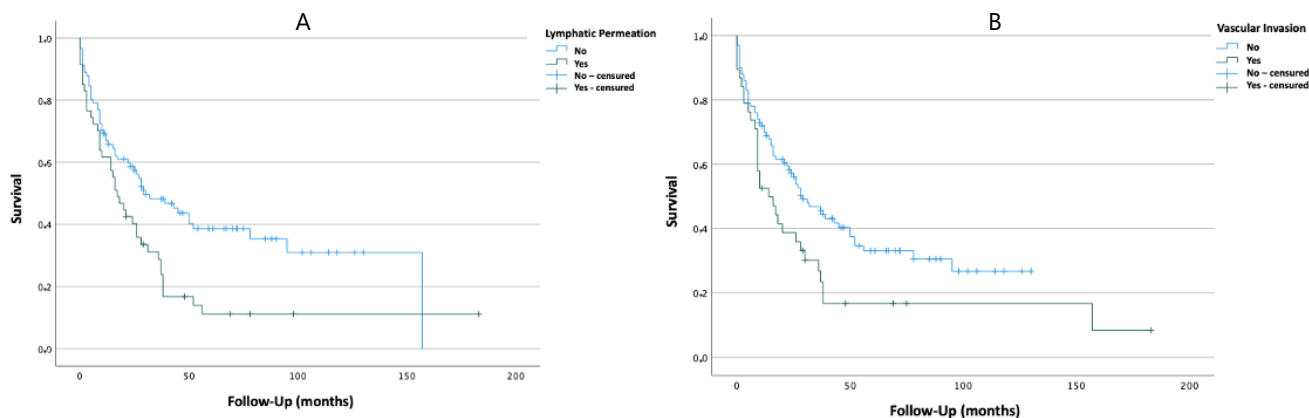 A
Lymphatic Permeation
No
Yes
No – censured
Yes - censured
1,0
0,8
0,6
0,4
0,2
0,0
Survival
0
50
100
150
200
Follow-Up (months)
B
Vascular Invasion
No
Yes
No – censured
Yes - censured
1,0
0,8
0,6
0,4
0,2
0,0
Survival
0
50
100
150
200
Follow-Up (months)